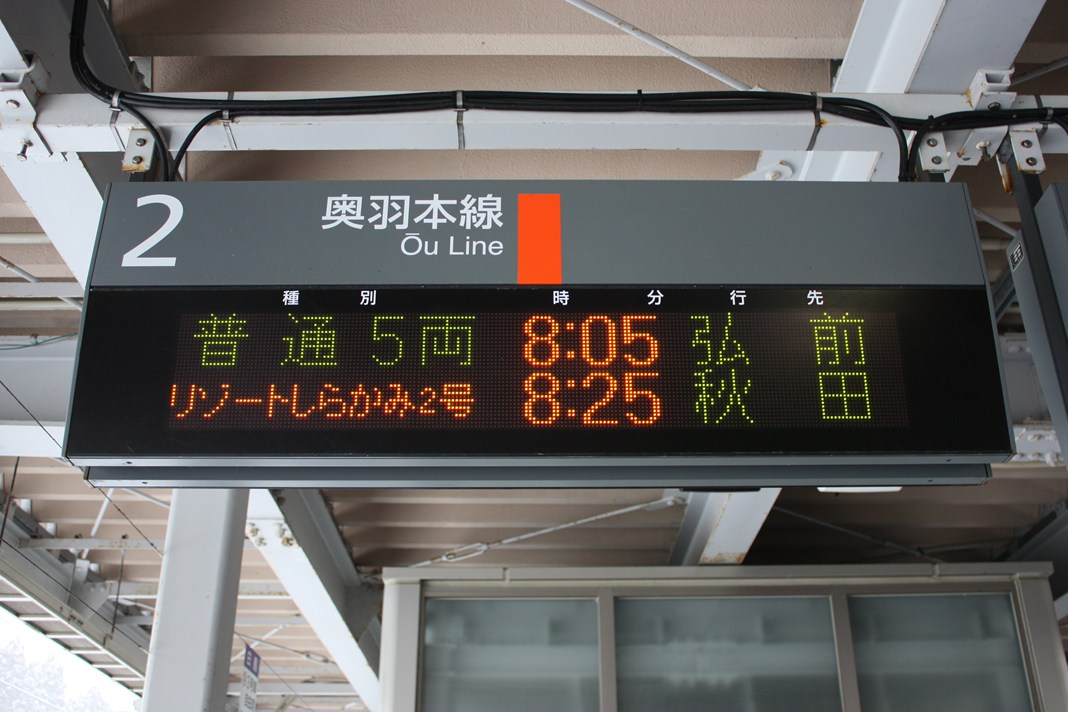 2 奥羽本線
Ōu Line
種別 時分 行先
普通5両 8:05 弘前
リゾートしらかみ2号 8:25 秋田